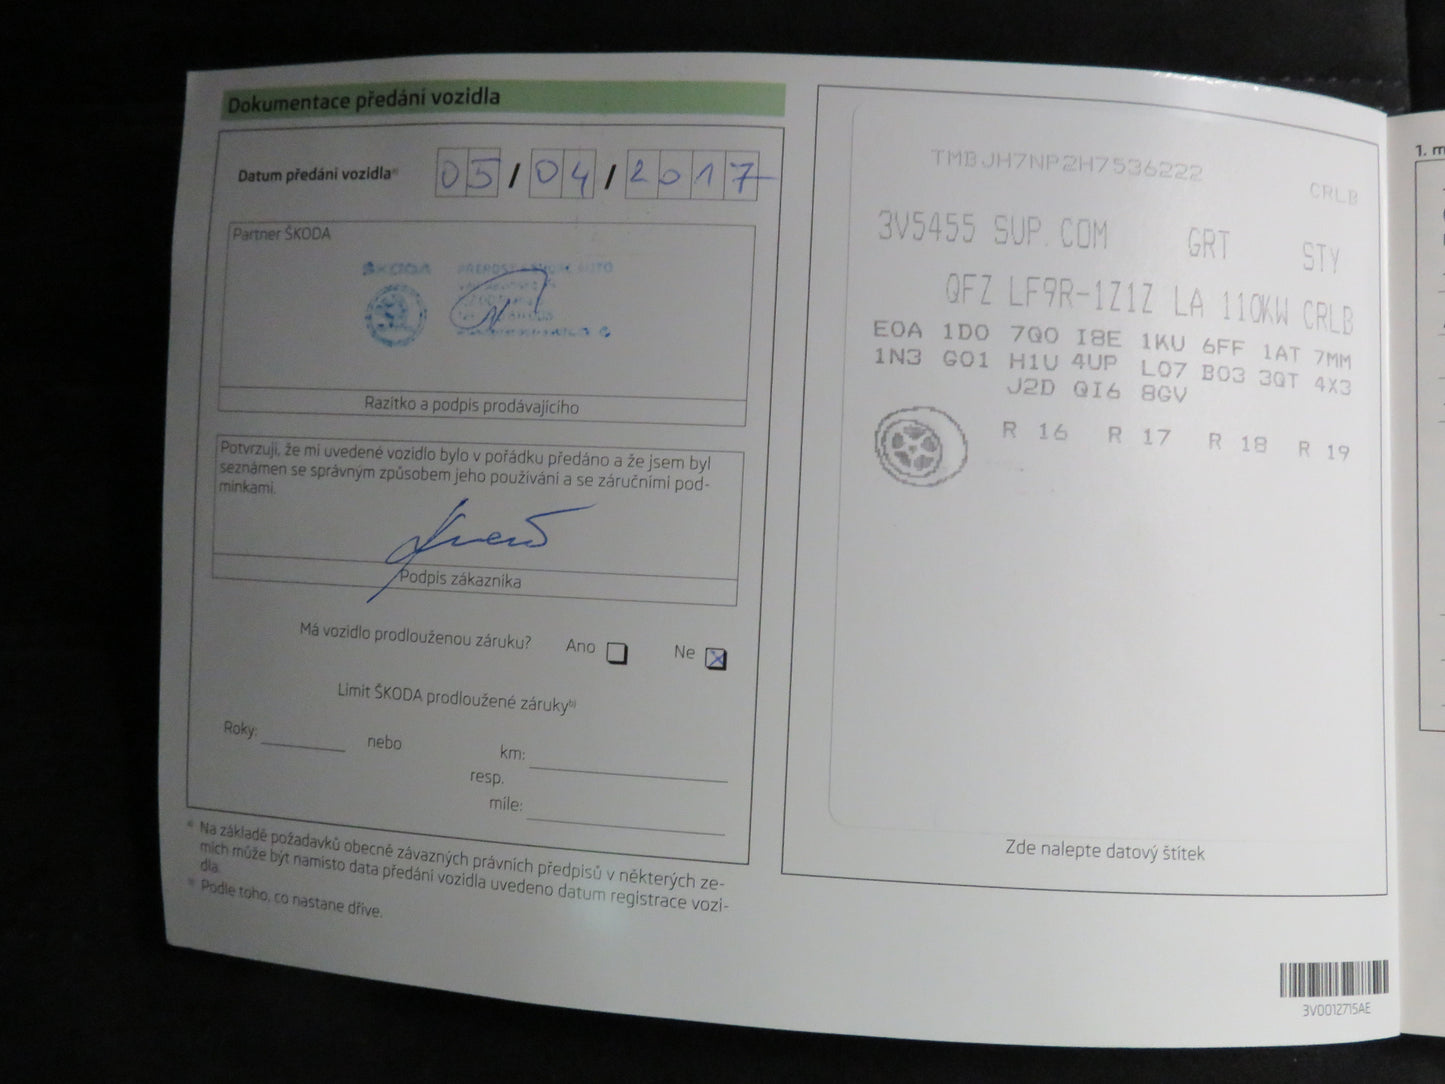 Dokumentace předání vozidla
Datum předání vozidla a) 05 / 04 / 2017
Partner ŠKODA
ŠKODA
AUTO
Razítko a podpis prodávajícího
Potvrzuji, že mi uvedené vozidlo bylo v pořádku předáno a že jsem byl
seznámen se správným způsobem jeho používání a se záručními pod-
mínkami.
Podpis zákazníka
Má vozidlo prodlouženou záruku? Ano Ne
Limit ŠKODA prodloužené záruky b)
Roky: nebo km:
resp.
míle:
a) Na základě požadavků obecně závazných právních předpisů v některých ze-
mích může být namísto data předání vozidla uvedeno datum registrace vozi-
dla.
Podle toho, co nastane dříve.
TMBJH7NP2H7536222
CRLB
3V5455 SUP.COM GRT STY
QFZ LF9R-1Z1Z LA 110KW CRLB
E0A 1D0 7Q0 I8E 1KU 6FF 1AT 7MM
1N3 G01 H1U 4UP L07 B03 3QT 4X3
J2D QI6 8GV
R 16 R 17 R 18 R 19
Zde nalepte datový štítek
3V0012715AE
1. m